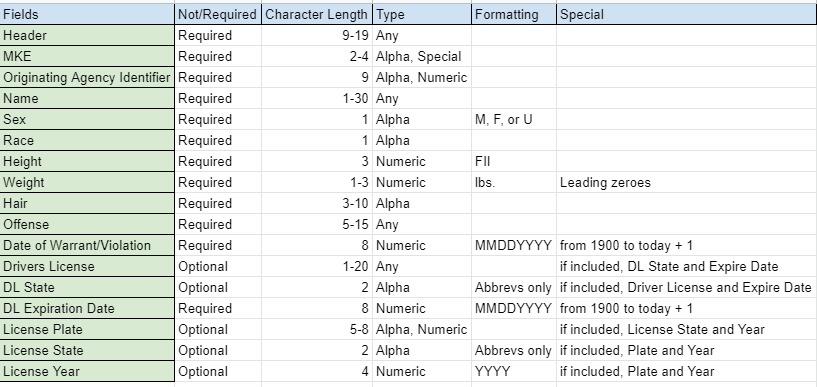 Fields Not/Required Character Length Type Formatting Special
Header Required 9-19 Any
MKE Required 2-4 Alpha, Special
Originating Agency Identifier Required 9 Alpha, Numeric
Name Required 1-30 Any
Sex Required 1 Alpha M, F, or U
Race Required 1 Alpha
Height Required 3 Numeric FII
Weight Required 1-3 Numeric lbs. Leading zeroes
Hair Required 3-10 Alpha
Offense Required 5-15 Any
Date of Warrant/Violation Required 8 Numeric MMDDYYYY from 1900 to today + 1
Drivers License Optional 1-20 Any if included, DL State and Expire Date
DL State Optional 2 Alpha Abbrevs only if included, Driver License and Expire Date
DL Expiration Date Required 8 Numeric MMDDYYYY from 1900 to today + 1
License Plate Optional 5-8 Alpha, Numeric if included, License State and Year
License State Optional 2 Alpha Abbrevs only if included, Plate and Year
License Year Optional 4 Numeric YYYY if included, Plate and Year